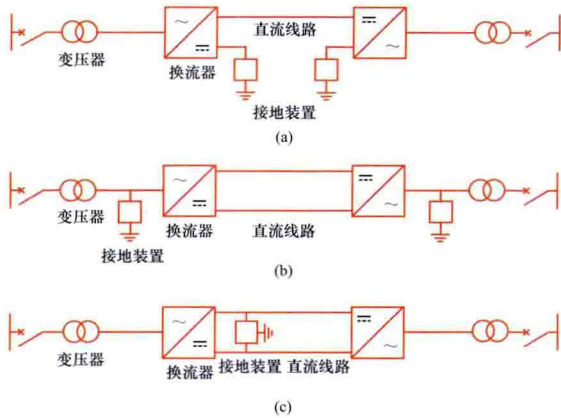 直流线路
变压器
换流器
接地装置
(a)
变压器
换流器
直流线路
接地装置
(b)
变压器
换流器
接地装置
直流线路
(c)